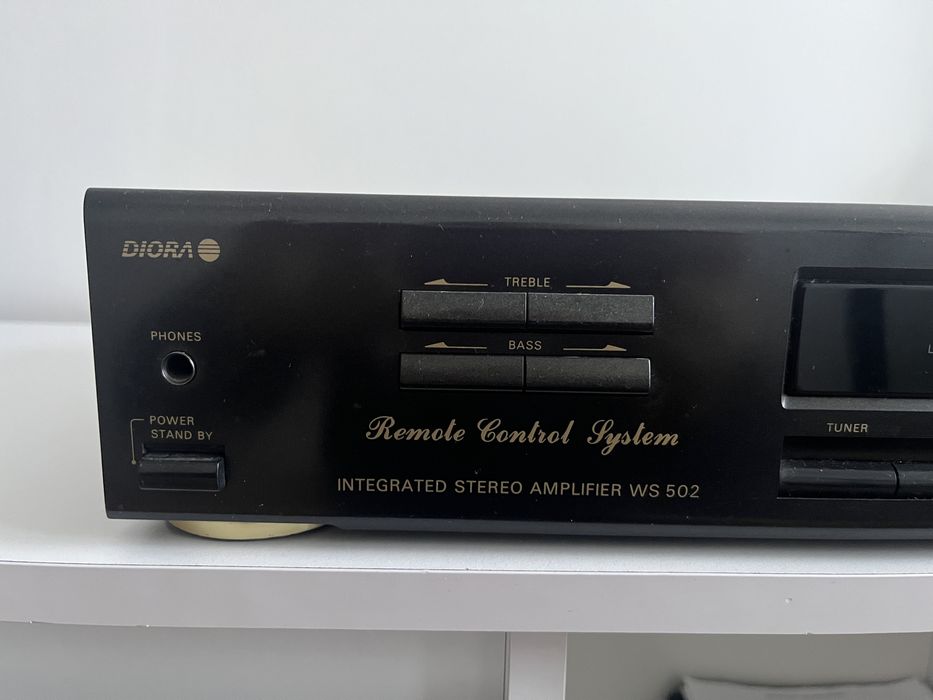 DIORA
TREBLE
PHONES
BASS
POWER
STAND BY
Remote Control System
TUNER
INTEGRATED STEREO AMPLIFIER WS 502